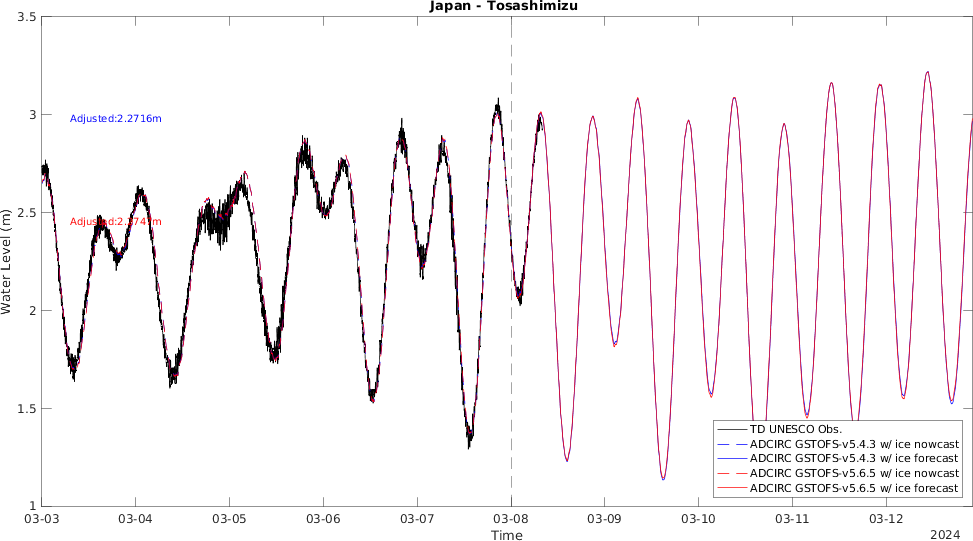 Japan - Tosashimizu
3.5
3
2.5
2
1.5
1
Water Level (m)
Adjusted:2.2716m
TD UNESCO Obs.
ADCIRC GSTOFS-v5.4.3 w/ ice nowcast
ADCIRC GSTOFS-v5.4.3 w/ ice forecast
ADCIRC GSTOFS-v5.6.5 w/ ice nowcast
ADCIRC GSTOFS-v5.6.5 w/ ice forecast
03-03 03-04 03-05 03-06 03-07 03-08 03-09 03-10 03-11 03-12
Time
2024